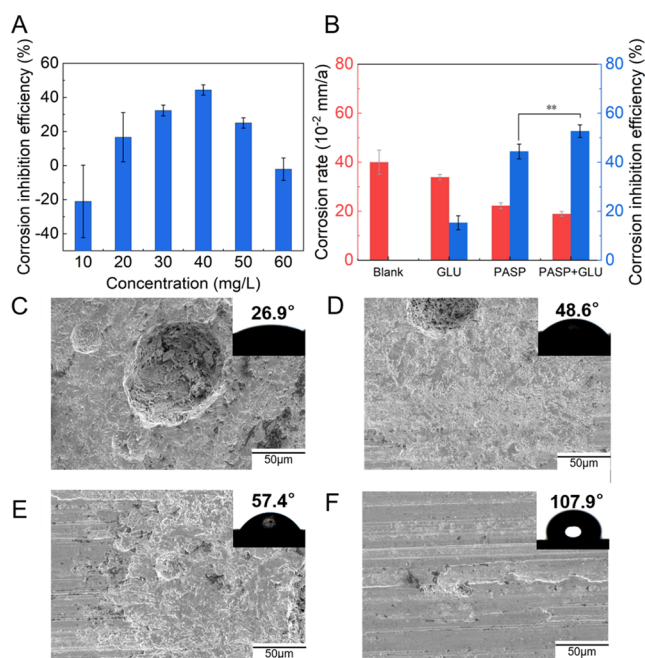 A
Corrosion inhibition efficiency (%)
60
40
20
0
-20
-40
10 20 30 40 50 60
Concentration (mg/L)
B
Corrosion rate (10⁻² mm/a)
80
60
40
20
0
**
80
60
40
20
0
Corrosion inhibition efficiency (%)
Blank GLU PASP PASP+GLU
C
26.9°
50μm
D
48.6°
50μm
E
57.4°
50μm
F
107.9°
50μm